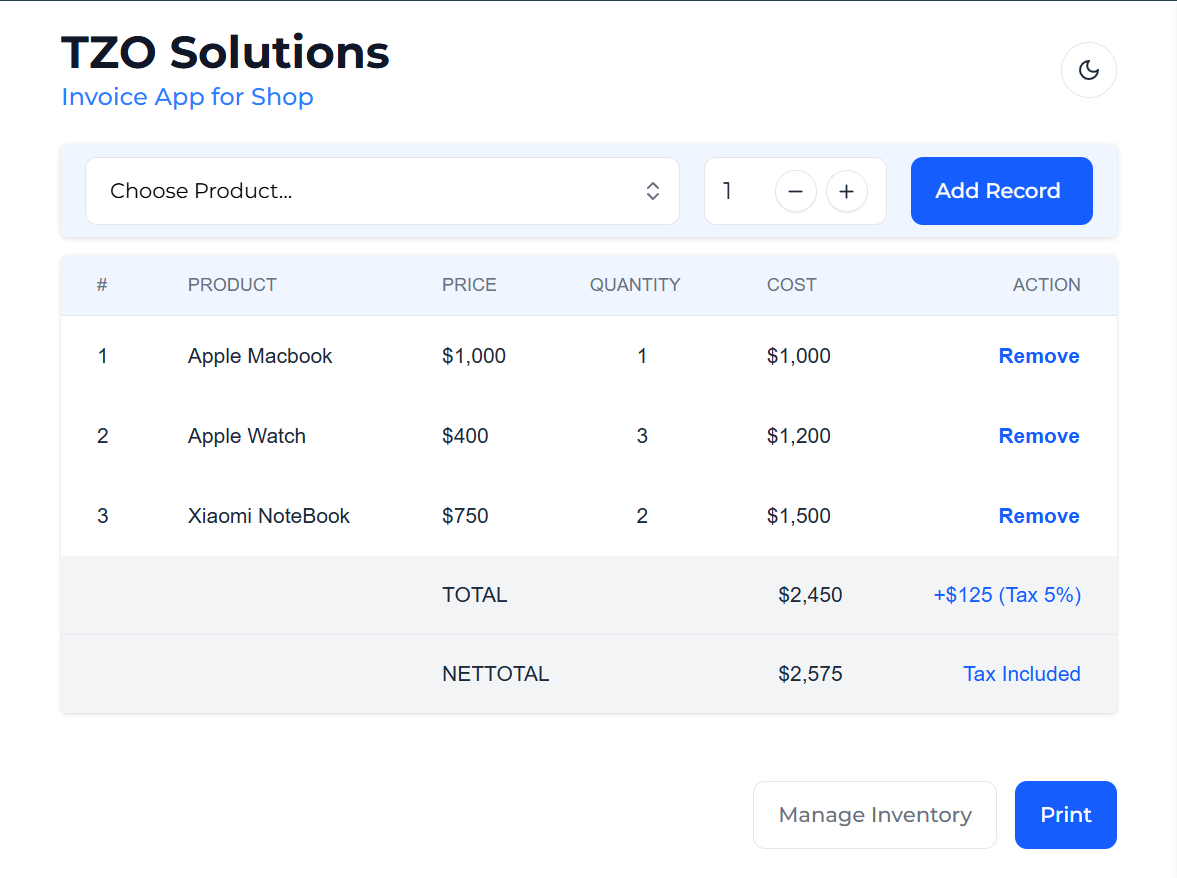 TZO Solutions
Invoice App for Shop
Choose Product... 1 Add Record
# PRODUCT PRICE QUANTITY COST ACTION
1 Apple Macbook $1,000 1 $1,000 Remove
2 Apple Watch $400 3 $1,200 Remove
3 Xiaomi NoteBook $750 2 $1,500 Remove
TOTAL $2,450 +$125 (Tax 5%)
NETTOTAL $2,575 Tax Included
Manage Inventory Print